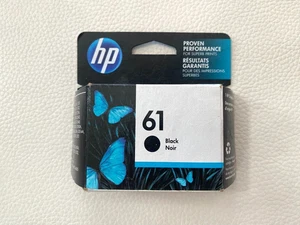 hp
PROVEN
PERFORMANCE
FOR SUPERB PRINTS
RÉSULTATS
GARANTIS
POUR DES IMPRESSIONS
SUPERBES
61
Black
Noir